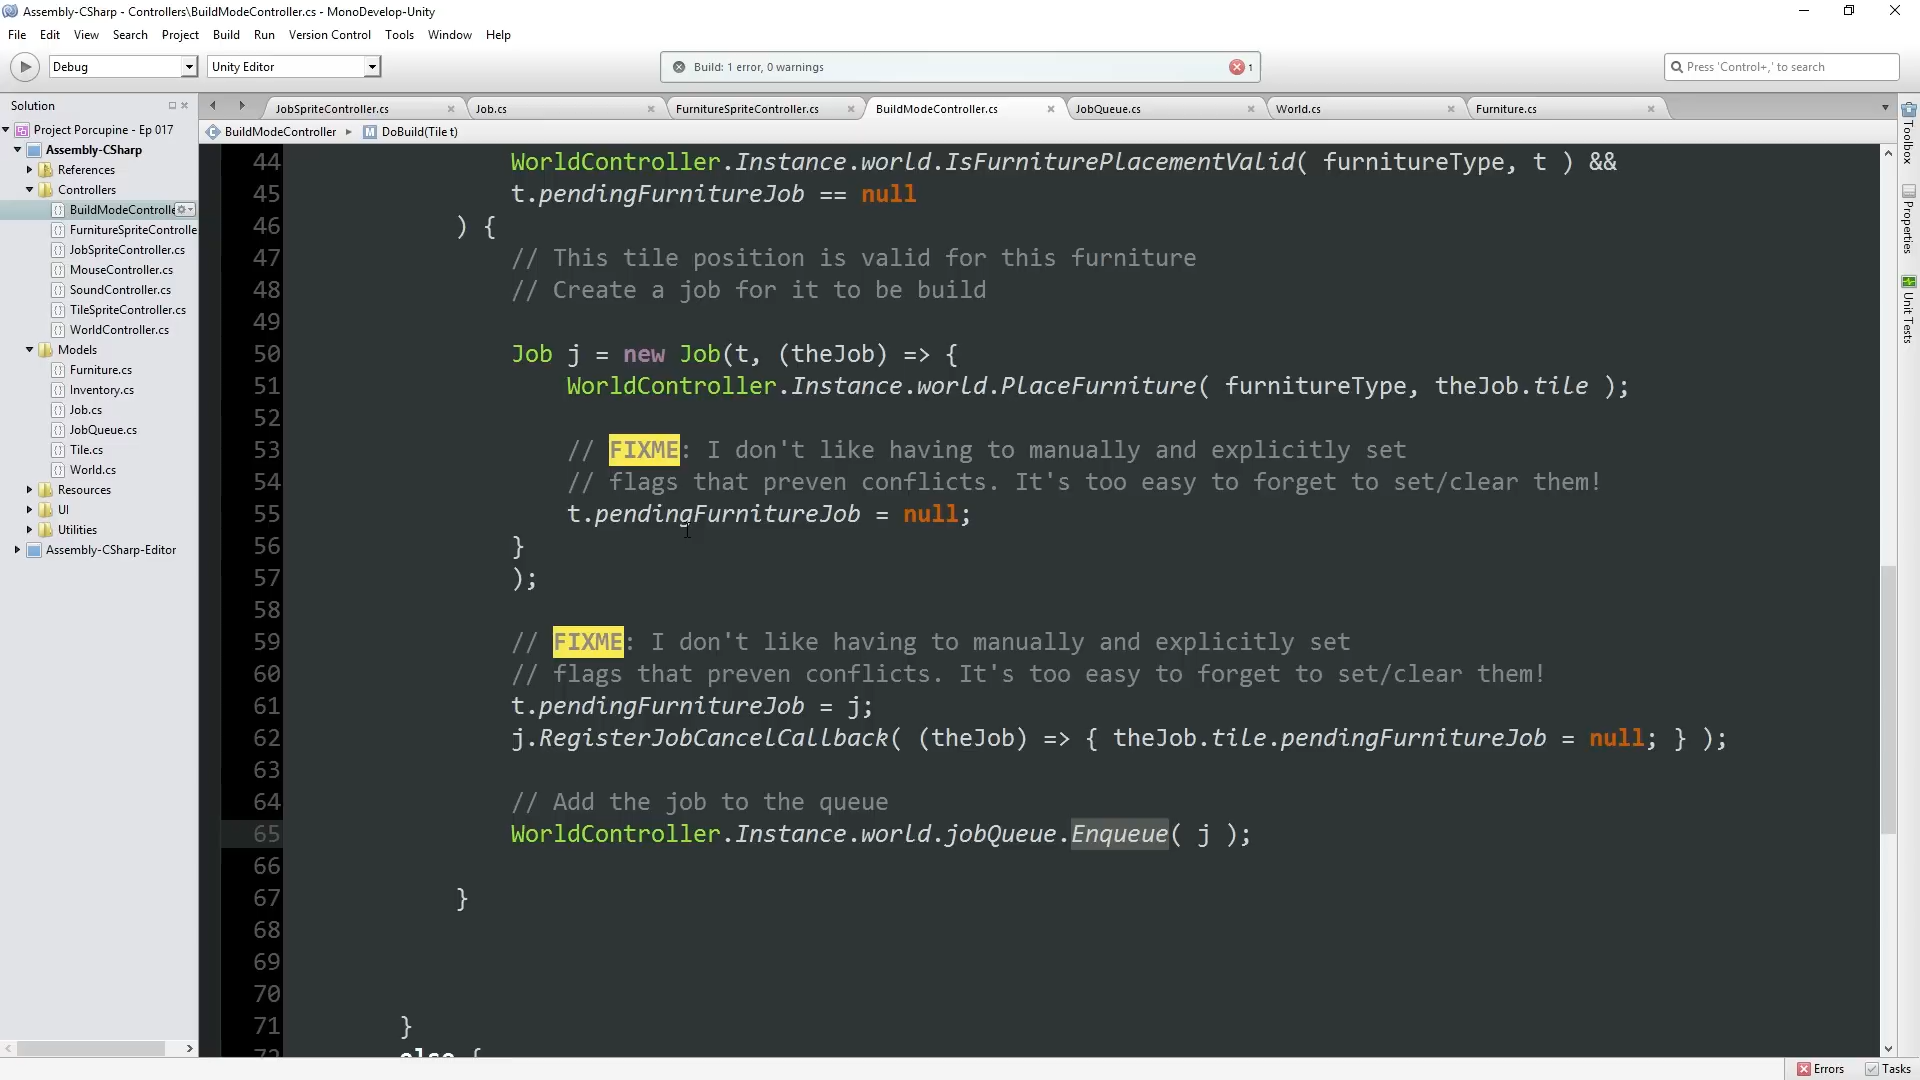 Assembly-CSharp - Controllers\BuildModeController.cs - MonoDevelop-Unity
File Edit View Search Project Build Run Version Control Tools Window Help
Debug Unity Editor Build: 1 error, 0 warnings 1 Press 'Control+,' to search
Solution
JobSpriteController.cs Job.cs FurnitureSpriteController.cs BuildModeController.cs JobQueue.cs World.cs Furniture.cs
BuildModeController DoBuild(Tile t)
Project Porcupine - Ep 017
Assembly-CSharp
References
Controllers
BuildModeControlle
FurnitureSpriteControlle
JobSpriteController.cs
MouseController.cs
SoundController.cs
TileSpriteController.cs
WorldController.cs
Models
Furniture.cs
Inventory.cs
Job.cs
JobQueue.cs
Tile.cs
World.cs
Resources
UI
Utilities
Assembly-CSharp-Editor
44 WorldController.Instance.world.IsFurniturePlacementValid( furnitureType, t ) &&
45 t.pendingFurnitureJob == null
46 ) {
47 // This tile position is valid for this furniture
48 // Create a job for it to be build
49
50 Job j = new Job(t, (theJob) => {
51 WorldController.Instance.world.PlaceFurniture( furnitureType, theJob.tile );
52
53 // FIXME: I don't like having to manually and explicitly set
54 // flags that preven conflicts. It's too easy to forget to set/clear them!
55 t.pendingFurnitureJob = null;
56 }
57 );
58
59 // FIXME: I don't like having to manually and explicitly set
60 // flags that preven conflicts. It's too easy to forget to set/clear them!
61 t.pendingFurnitureJob = j;
62 j.RegisterJobCancelCallback( (theJob) => { theJob.tile.pendingFurnitureJob = null; } );
63
64 // Add the job to the queue
65 WorldController.Instance.world.jobQueue.Enqueue( j );
66
67 }
68
69
70
71 }
72 else {
Toolbox
Properties
Unit Tests
Errors Tasks